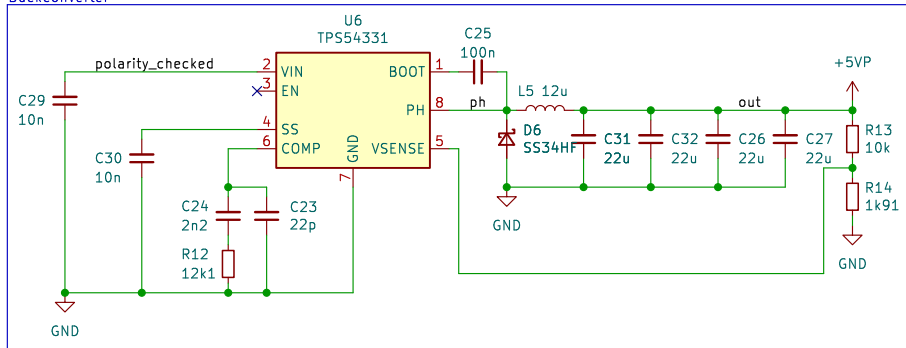 BuckConverter
U6
TPS54331
C25
100n
polarity_checked
2
VIN
BOOT
1
3
EN
+5VP
C29
10n
PH
8
ph
L5 12u
out
4
SS
D6
SS34HF
C31
22u
C32
22u
C26
22u
C27
22u
R13
10k
C30
10n
6
COMP
GND
7
VSENSE
5
R14
1k91
C24
2n2
C23
22p
GND
R12
12k1
GND
GND